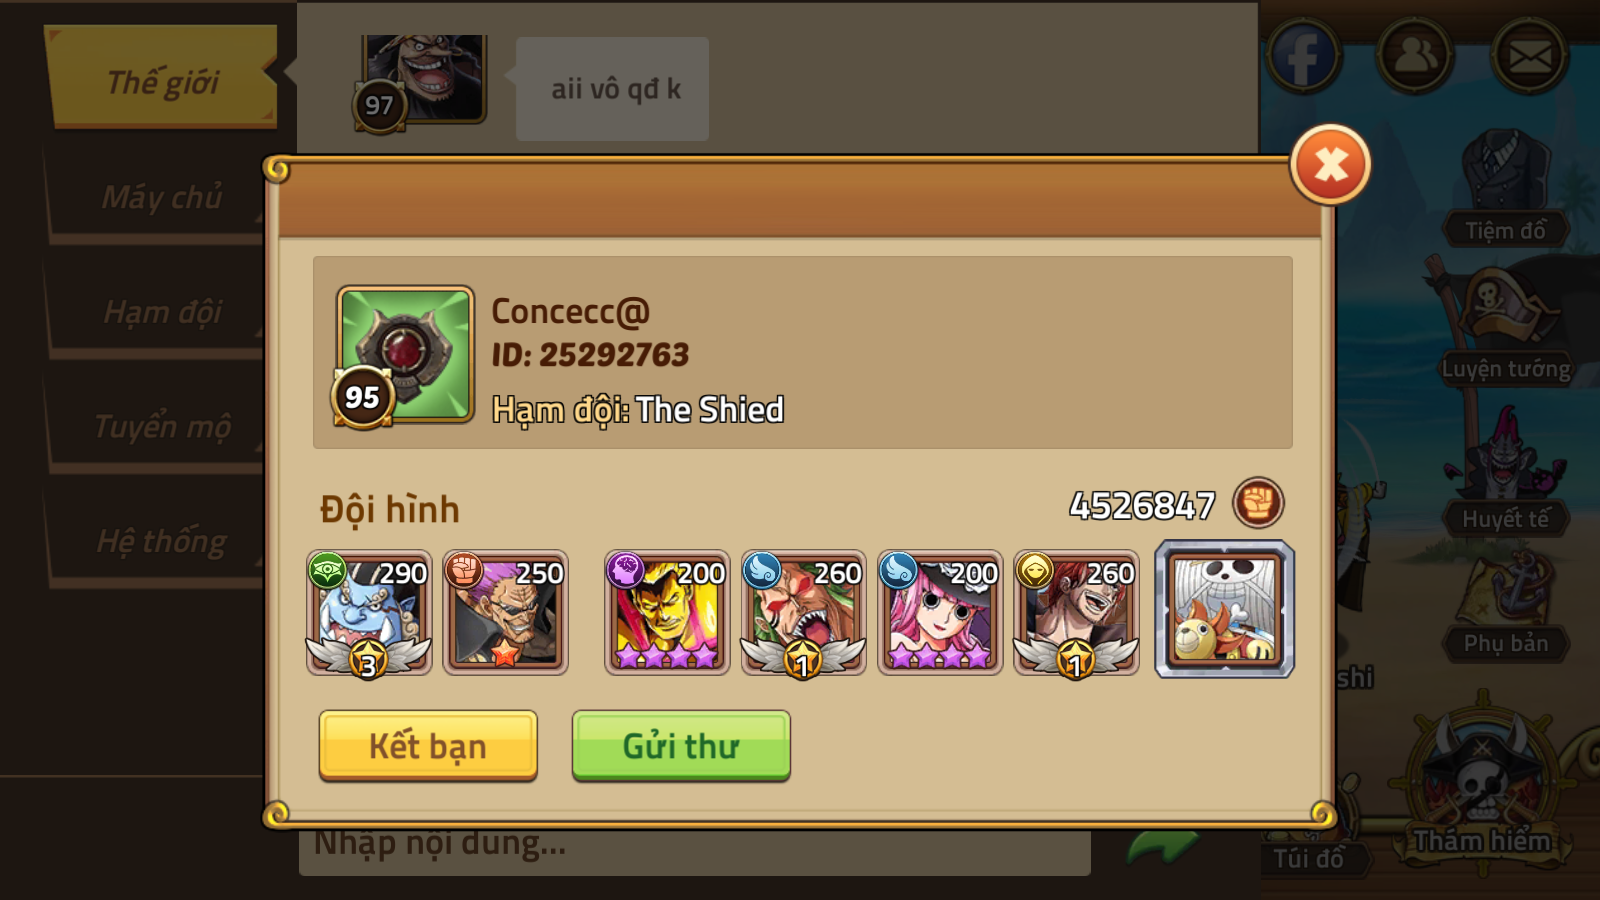 Thế giới
Máy chủ
Hạm đội
Tuyển mộ
Hệ thống
97
aii vô qđ k
Concecc@
ID: 25292763
95
Hạm đội: The Shied
Đội hình
4526847
290
250
200
260
200
260
3
1
1
Kết bạn
Gửi thư
Nhập nội dung...
Tiệm đồ
Luyện tướng
Huyết tế
Phụ bản
shi
Thám hiểm
Túi đồ